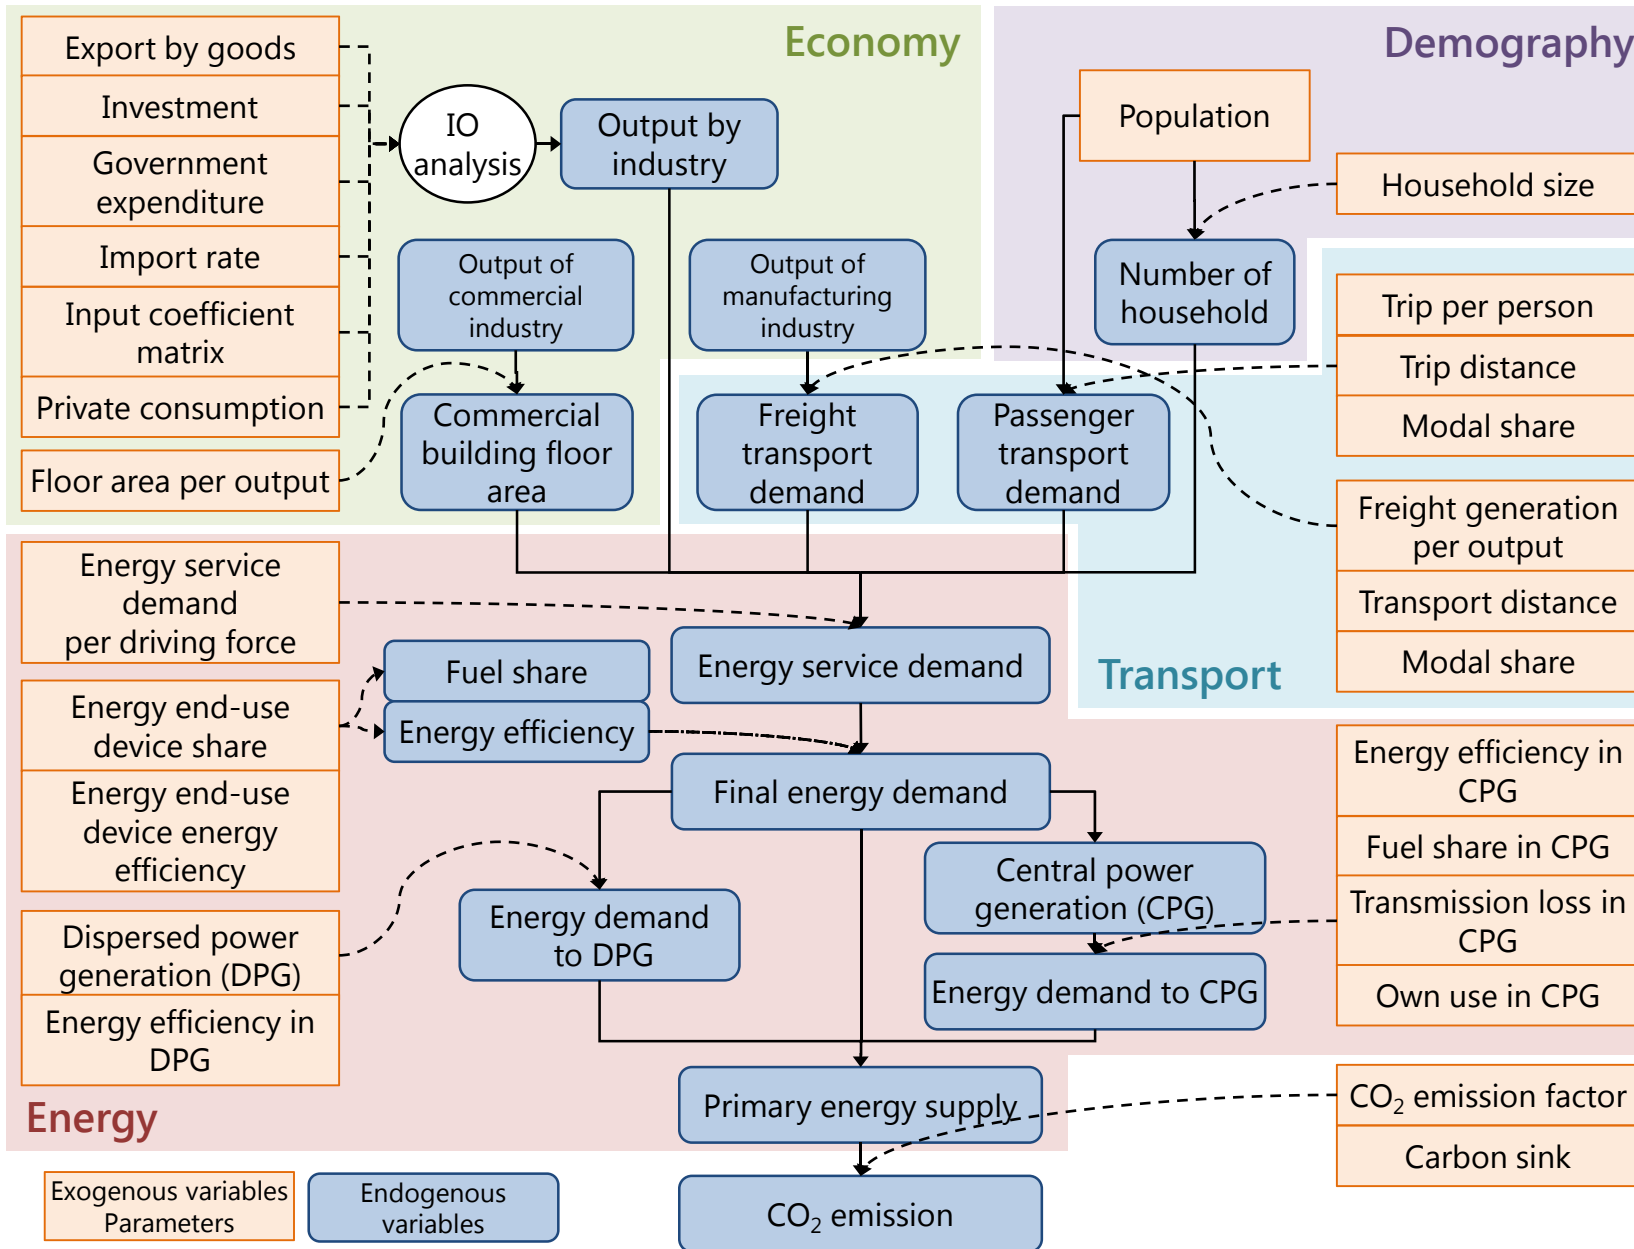 Economy
Demography
Export by goods
Investment
Government
expenditure
Import rate
Input coefficient
matrix
Private consumption
Floor area per output
IO
analysis
Output by
industry
Output of
commercial
industry
Output of
manufacturing
industry
Population
Household size
Number of
household
Trip per person
Trip distance
Modal share
Commercial
building floor
area
Freight
transport
demand
Passenger
transport
demand
Freight generation
per output
Transport distance
Modal share
Transport
Energy service
demand
per driving force
Energy service demand
Fuel share
Energy efficiency
Energy end-use
device share
Energy end-use
device energy
efficiency
Final energy demand
Energy efficiency in
CPG
Fuel share in CPG
Transmission loss in
CPG
Own use in CPG
Central power
generation (CPG)
Energy demand
to DPG
Energy demand to CPG
Dispersed power
generation (DPG)
Energy efficiency in
DPG
Energy
Primary energy supply
CO₂ emission factor
Carbon sink
CO₂ emission
Exogenous variables
Parameters
Endogenous
variables